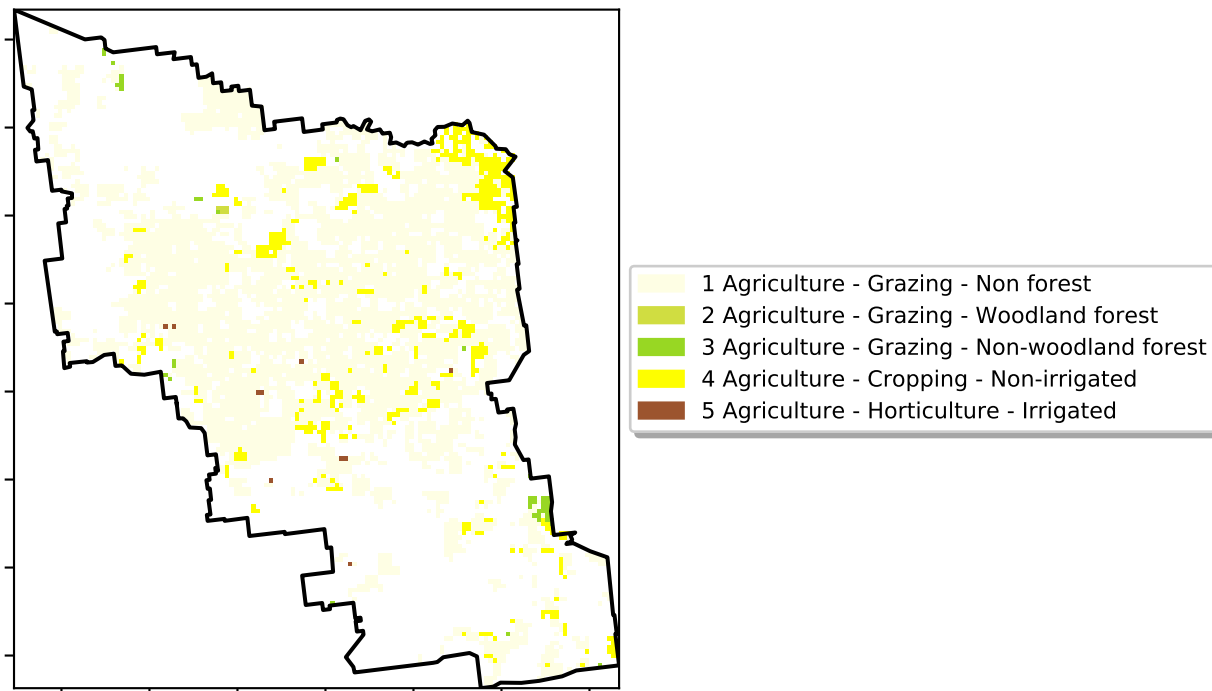 1 Agriculture - Grazing - Non forest
2 Agriculture - Grazing - Woodland forest
3 Agriculture - Grazing - Non-woodland forest
4 Agriculture - Cropping - Non-irrigated
5 Agriculture - Horticulture - Irrigated